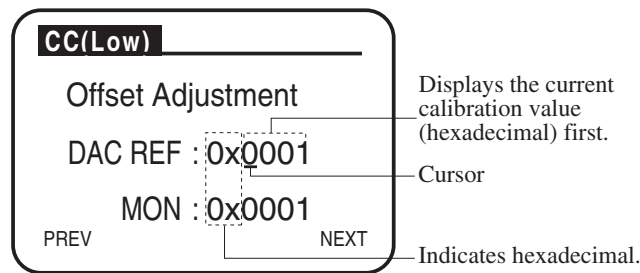 CC(Low)
Offset Adjustment
DAC REF : 0x0001
MON : 0x0001
PREV
NEXT
Displays the current
calibration value
(hexadecimal) first.
Cursor
Indicates hexadecimal.